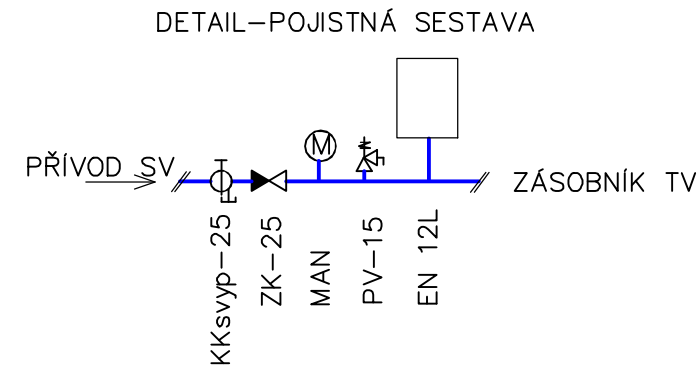 DETAIL-POJISTNÁ SESTAVA
M
PŘÍVOD SV
ZÁSOBNÍK TV
KKsvyp-25
ZK-25
MAN
PV-15
EN 12L